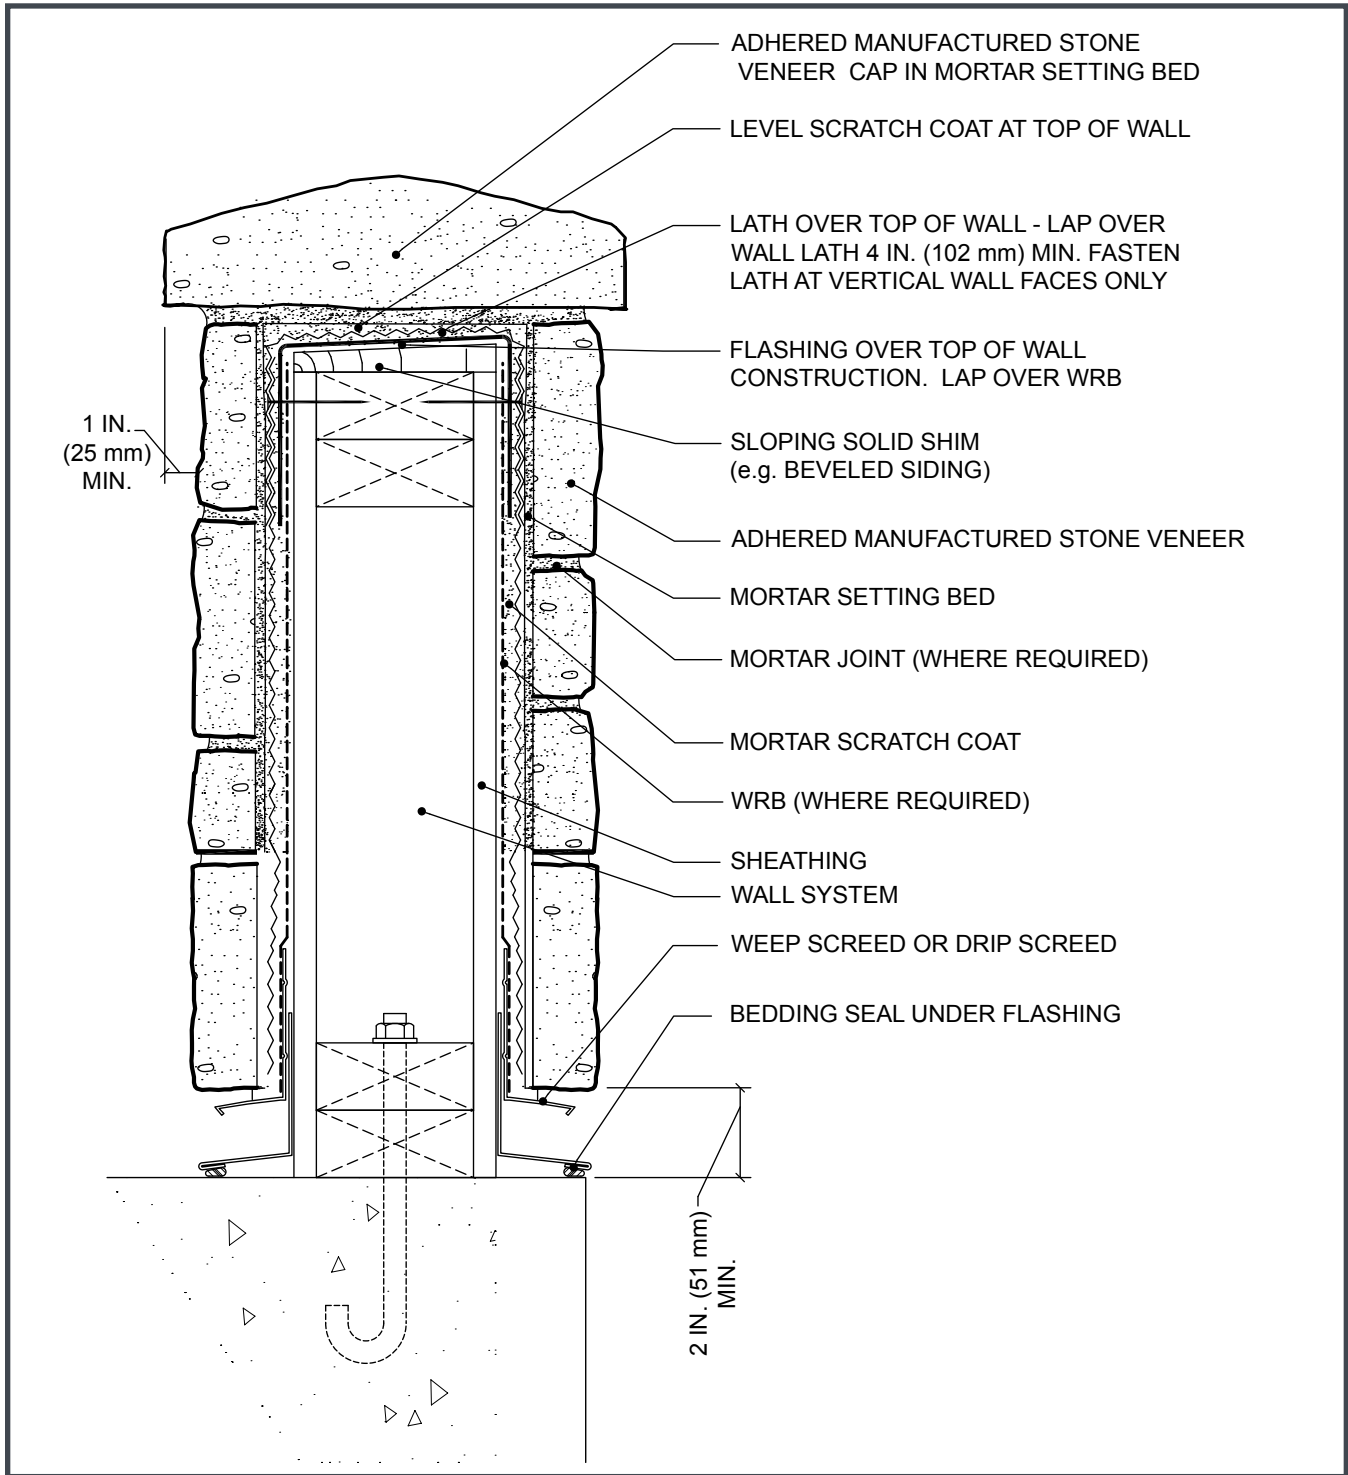 ADHERED MANUFACTURED STONE
VENEER CAP IN MORTAR SETTING BED
LEVEL SCRATCH COAT AT TOP OF WALL
LATH OVER TOP OF WALL - LAP OVER
WALL LATH 4 IN. (102 mm) MIN. FASTEN
LATH AT VERTICAL WALL FACES ONLY
FLASHING OVER TOP OF WALL
CONSTRUCTION. LAP OVER WRB
1 IN.
(25 mm)
MIN.
SLOPING SOLID SHIM
(e.g. BEVELED SIDING)
ADHERED MANUFACTURED STONE VENEER
MORTAR SETTING BED
MORTAR JOINT (WHERE REQUIRED)
MORTAR SCRATCH COAT
WRB (WHERE REQUIRED)
SHEATHING
WALL SYSTEM
WEEP SCREED OR DRIP SCREED
BEDDING SEAL UNDER FLASHING
2 IN. (51 mm)
MIN.